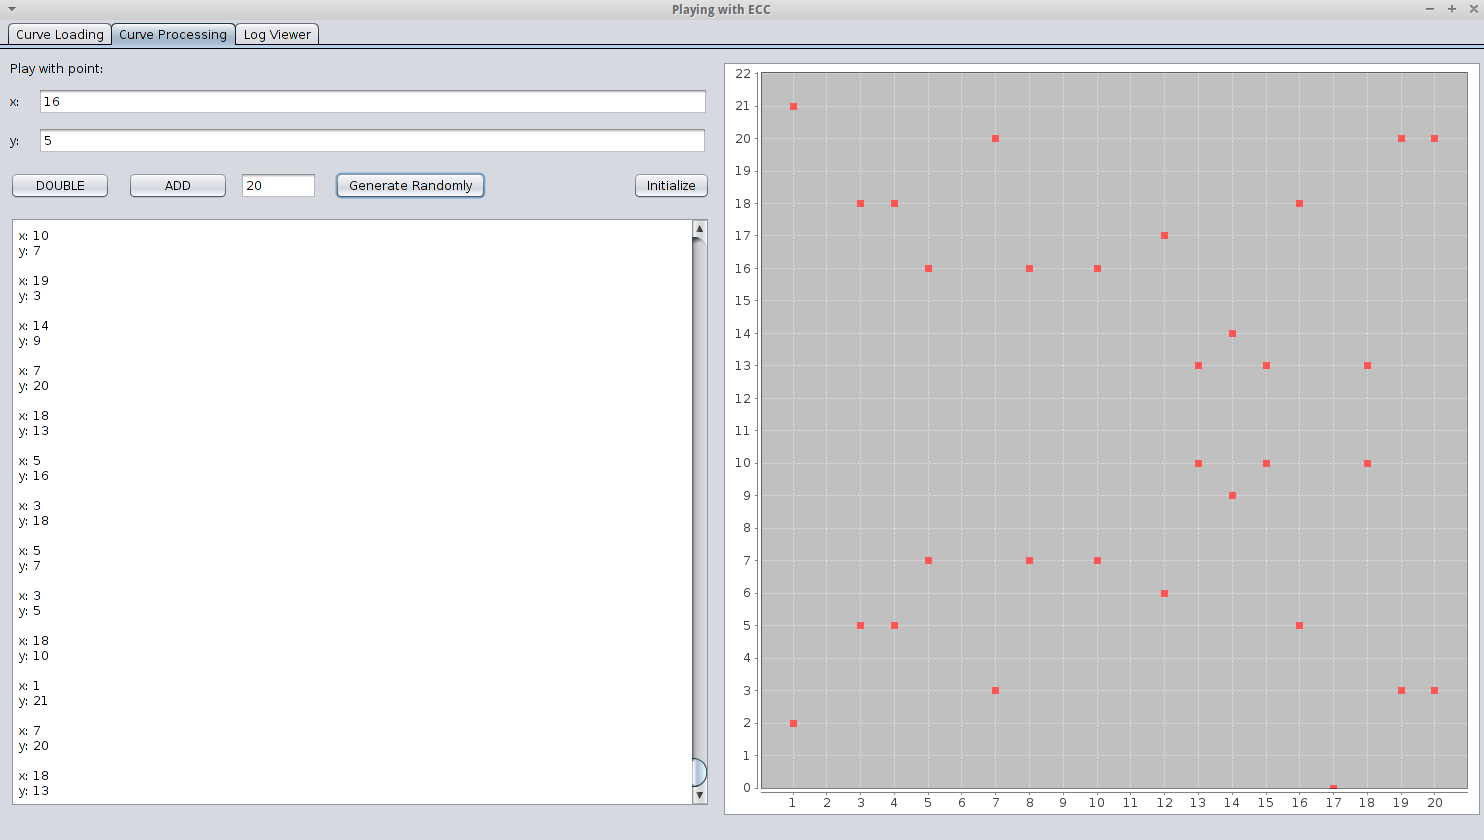 Playing with ECC
Curve Loading
Curve Processing
Log Viewer
Play with point:
x:
16
y:
5
DOUBLE
ADD
20
Generate Randomly
Initialize
x: 10
y: 7
x: 19
y: 3
x: 14
y: 9
x: 7
y: 20
x: 18
y: 13
x: 5
y: 16
x: 3
y: 18
x: 5
y: 7
x: 3
y: 5
x: 18
y: 10
x: 1
y: 21
x: 7
y: 20
x: 18
y: 13
22
21
20
19
18
17
16
15
14
13
12
11
10
9
8
7
6
5
4
3
2
1
0
1 2 3 4 5 6 7 8 9 10 11 12 13 14 15 16 17 18 19 20